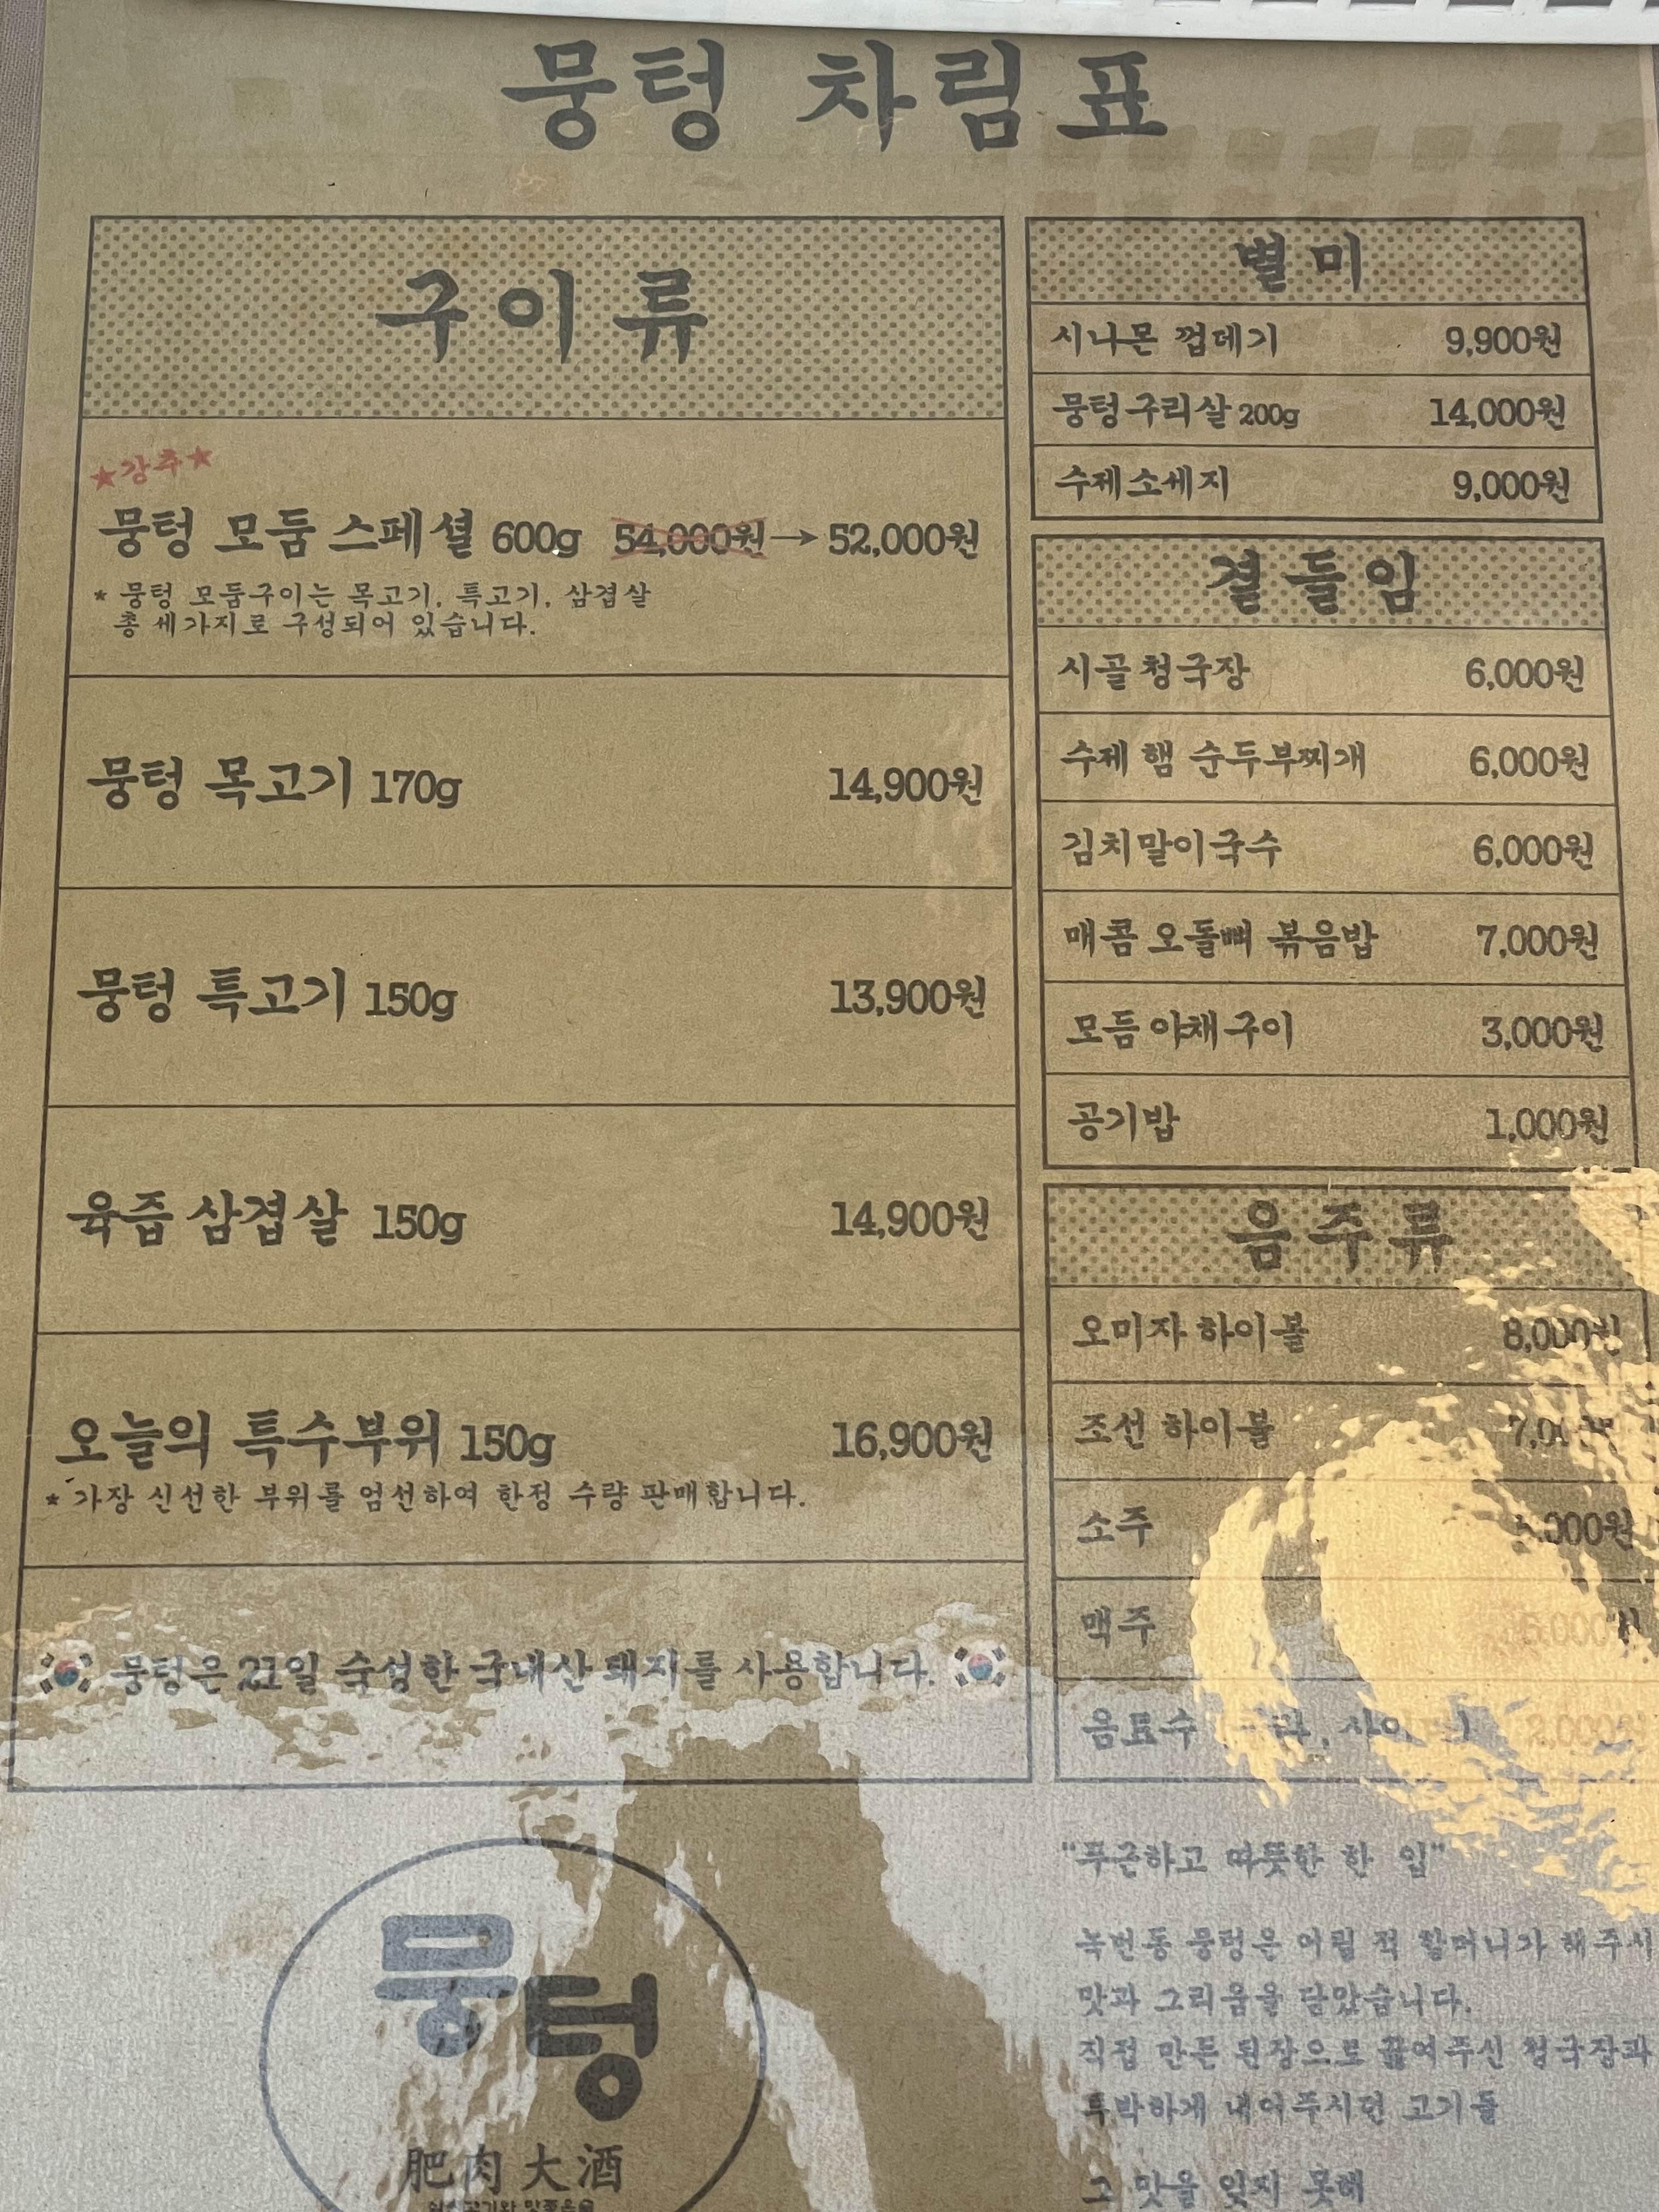 뭉텅 차림표
구이류
★강추★
뭉텅 모둠 스페셜 600g 54,000원→52,000원
* 뭉텅 모둠구이는 목고기, 특고기, 삼겹살
총 세가지로 구성되어 있습니다.
뭉텅 목고기 170g 14,900원
뭉텅 특고기 150g 13,900원
육즙 삼겹살 150g 14,900원
오늘의 특수부위 150g 16,900원
* 가장 신선한 부위를 엄선하여 한정 수량 판매합니다.
뭉텅은 21일 숙성한 국내산 돼지를 사용합니다.
별미
시나몬 껍데기 9,900원
뭉텅구리살 200g 14,000원
수제소세지 9,000원
곁들임
시골청국장 6,000원
수제 햄 순두부찌개 6,000원
김치말이국수 6,000원
매콤 오돌뼈 볶음밥 7,000원
모듬야채구이 3,000원
공기밥 1,000원
음주류
오미자 하이볼 8,000원
조선 하이볼
소주
맥주
음료수
"푸근하고 따뜻한 한 입"
녹번동 뭉텅은 어릴 적 할머니가 해주시
맛과 그리움을 담았습니다.
직접 만든 된장으로 끓여주신 청국장과
투박하게 내어주시던 고기들
그 맛을 잊지 못해
뭉텅
肥肉大酒